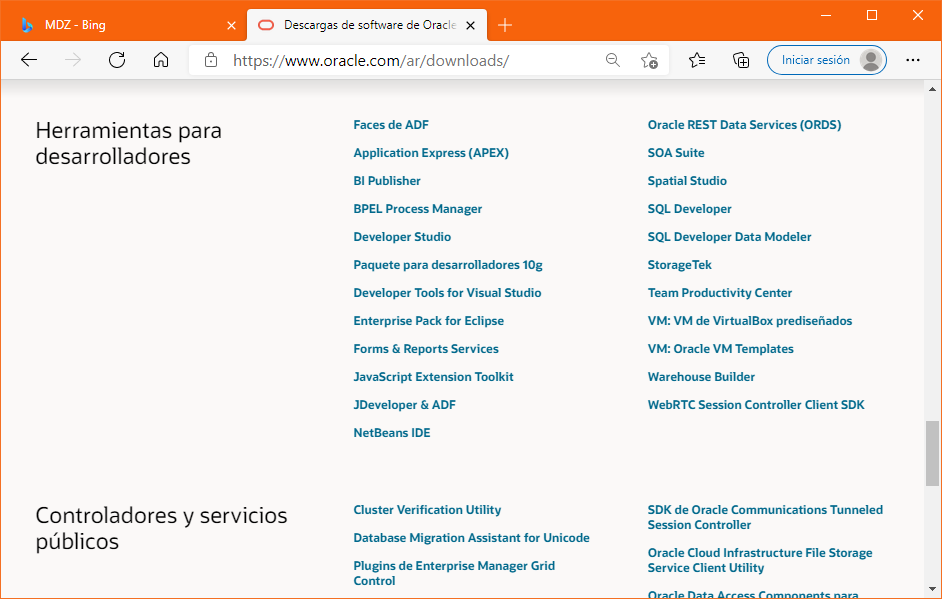 MDZ - Bing
Descargas de software de Oracle
https://www.oracle.com/ar/downloads/
Iniciar sesión
Herramientas para
desarrolladores
Faces de ADF
Application Express (APEX)
BI Publisher
BPEL Process Manager
Developer Studio
Paquete para desarrolladores 10g
Developer Tools for Visual Studio
Enterprise Pack for Eclipse
Forms & Reports Services
JavaScript Extension Toolkit
JDeveloper & ADF
NetBeans IDE
Oracle REST Data Services (ORDS)
SOA Suite
Spatial Studio
SQL Developer
SQL Developer Data Modeler
StorageTek
Team Productivity Center
VM: VM de VirtualBox prediseñados
VM: Oracle VM Templates
Warehouse Builder
WebRTC Session Controller Client SDK
Controladores y servicios
públicos
Cluster Verification Utility
Database Migration Assistant for Unicode
Plugins de Enterprise Manager Grid
Control
SDK de Oracle Communications Tunneled
Session Controller
Oracle Cloud Infrastructure File Storage
Service Client Utility
Oracle Data Access Components para